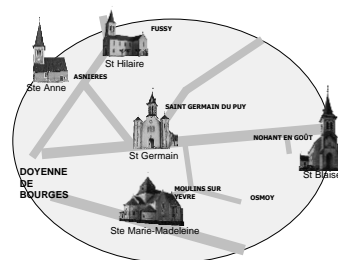 FUSSY
St Hilaire
ASNIERES
Ste Anne
SAINT GERMAIN DU PUY
NOHANT EN GOÛT
St Germain
St Blaise
DOYENNE
DE
BOURGES
MOULINS SUR
YEVRE
OSMOY
Ste Marie-Madeleine